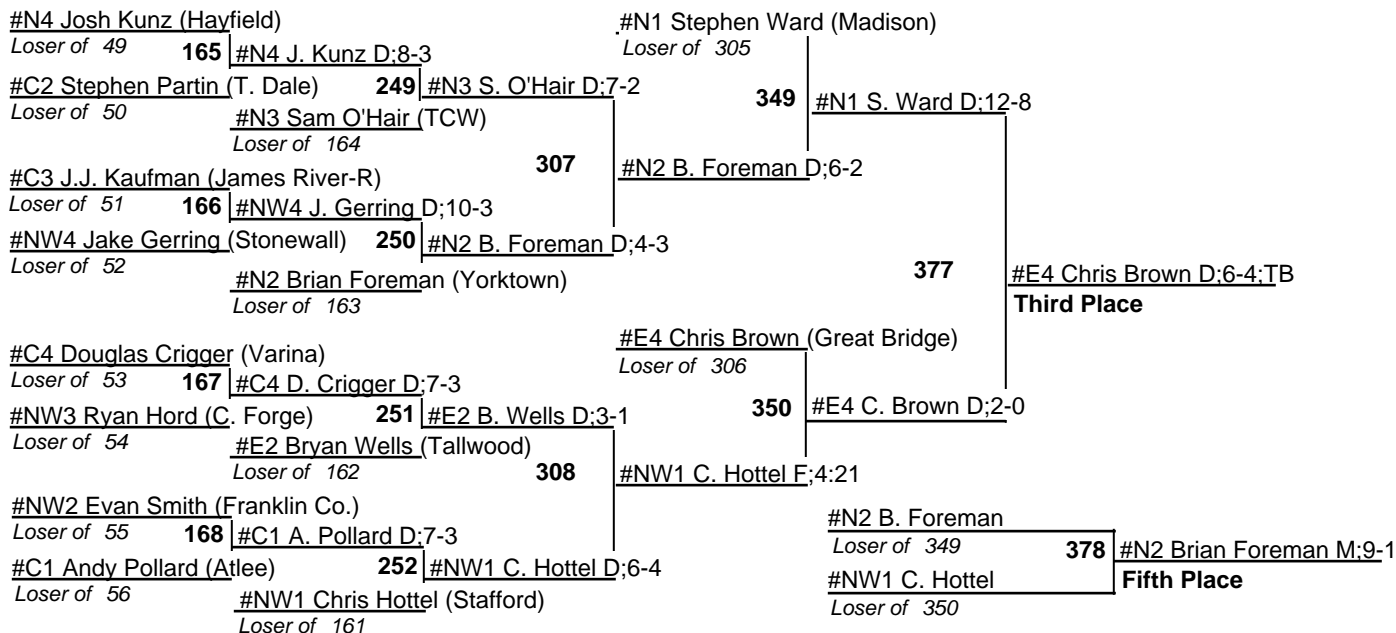 #N4 Josh Kunz (Hayfield)
Loser of 49
165
#N4 J. Kunz D;8-3
#C2 Stephen Partin (T. Dale)
Loser of 50
249
#N3 S. O'Hair D;7-2
#N3 Sam O'Hair (TCW)
Loser of 164
307
#N2 B. Foreman D;6-2
#C3 J.J. Kaufman (James River-R)
Loser of 51
166
#NW4 J. Gerring D;10-3
#NW4 Jake Gerring (Stonewall)
Loser of 52
250
#N2 B. Foreman D;4-3
#N2 Brian Foreman (Yorktown)
Loser of 163
#N1 Stephen Ward (Madison)
Loser of 305
349
#N1 S. Ward D;12-8
377
#E4 Chris Brown D;6-4;TB
Third Place
#C4 Douglas Crigger (Varina)
Loser of 53
167
#C4 D. Crigger D;7-3
#NW3 Ryan Hord (C. Forge)
Loser of 54
251
#E2 B. Wells D;3-1
#E2 Bryan Wells (Tallwood)
Loser of 162
308
#NW1 C. Hottel F;4:21
#NW2 Evan Smith (Franklin Co.)
Loser of 55
168
#C1 A. Pollard D;7-3
#C1 Andy Pollard (Atlee)
Loser of 56
252
#NW1 C. Hottel D;6-4
#NW1 Chris Hottel (Stafford)
Loser of 161
#E4 Chris Brown (Great Bridge)
Loser of 306
350
#E4 C. Brown D;2-0
#N2 B. Foreman
Loser of 349
378
#N2 Brian Foreman M;9-1
#NW1 C. Hottel
Fifth Place
Loser of 350